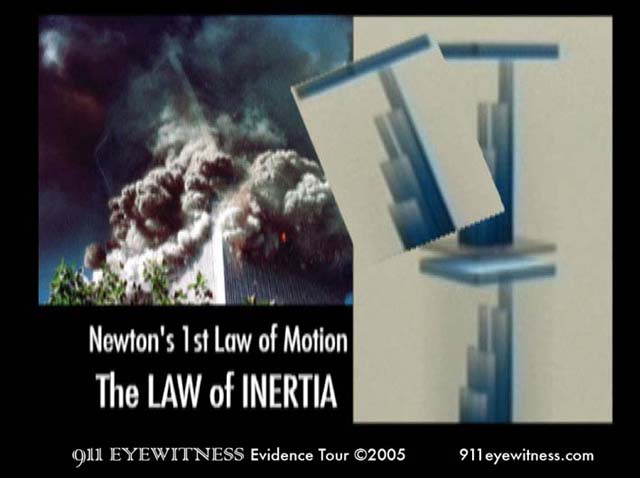 Newton's 1st Law of Motion
The LAW of INERTIA
911 EYEWITNESS Evidence Tour ©2005 911eyewitness.com